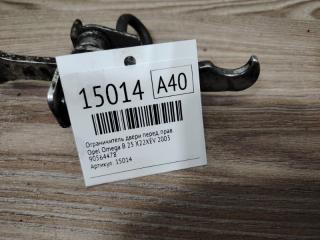 15014 A40
Ограничитель двери перед. прав.
Opel Omega B 25 X22XEV 2003
90564478
Артикул: 15014